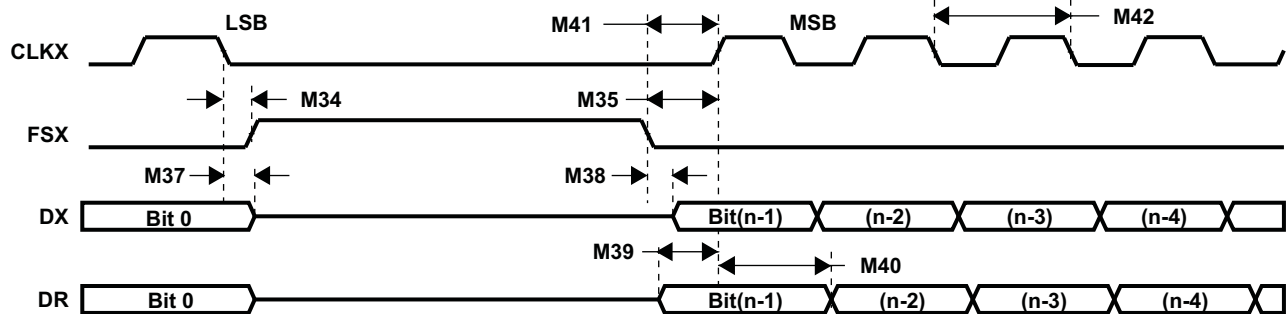 LSB
M41
MSB
M42
CLKX
M34
M35
FSX
M37
M38
DX
Bit 0
Bit(n-1)
(n-2)
(n-3)
(n-4)
M39
M40
DR
Bit 0
Bit(n-1)
(n-2)
(n-3)
(n-4)